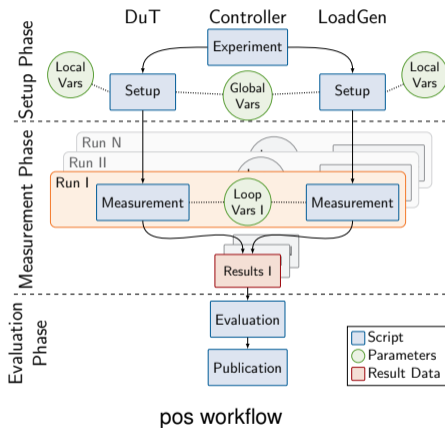 DuT Controller LoadGen
Setup Phase
Experiment
Local
Vars
Setup
Global
Vars
Setup
Local
Vars
Measurement Phase
Run N
Run II
Run I
Measurement
Loop
Vars I
Measurement
Results I
Evaluation
Phase
Evaluation
Publication
Script
Parameters
Result Data
pos workflow